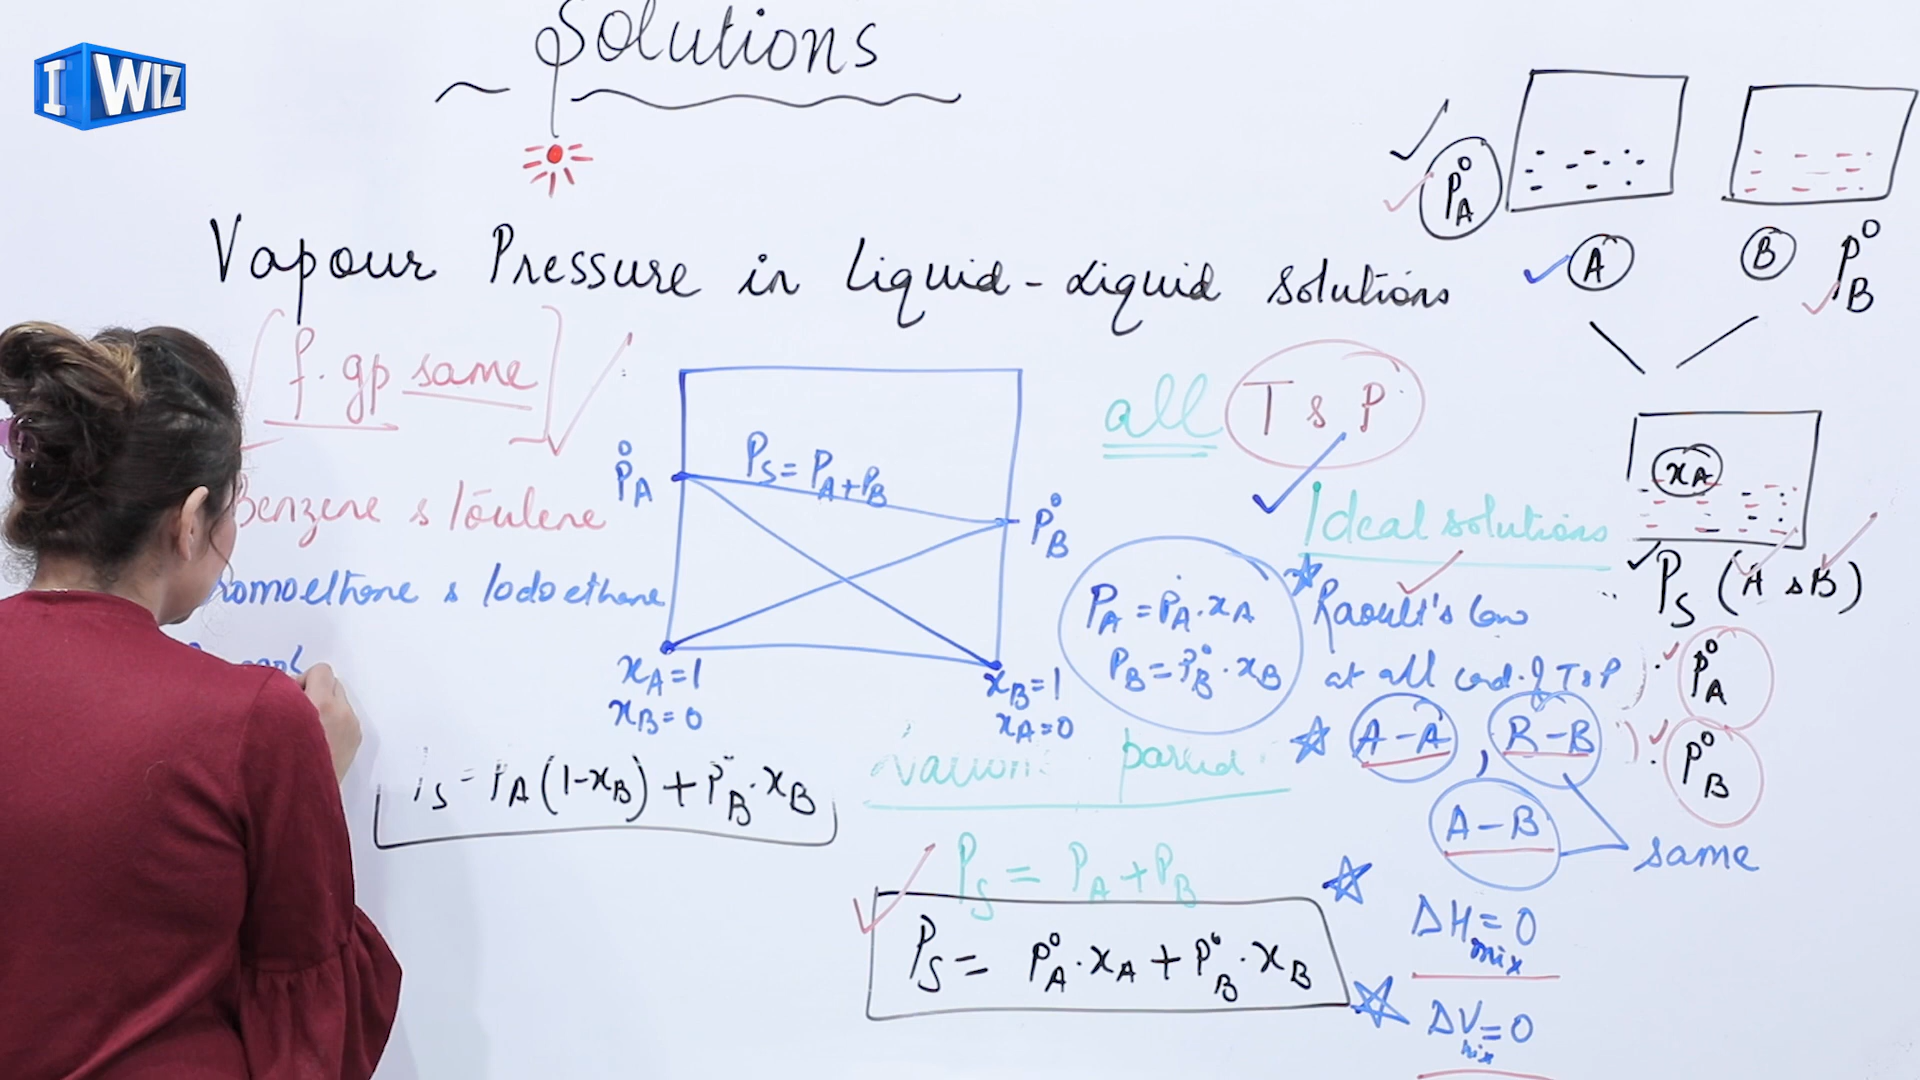 I WIZ
Solutions
Vapour Pressure in Liquid-Liquid solutions
f. gp same
Benzene & Toulene
romoethane & Iodoethane
P°A
Ps = PA + PB
P°B
xA = 1
xB = 0
xB = 1
xA = 0
Ps = PA (1-xB) + P°B . xB
all T & P
Ideal solutions
PA = P°A . xA
PB = P°B . xB
Raoult's law
at all cond. of T & P
A-A , B-B
A-B
same
ΔHmix = 0
ΔVmix = 0
Ps = PA + PB
Ps = P°A . xA + P°B . xB
P°A
A
B
P°B
xA
Ps (A & B)
P°A
P°B